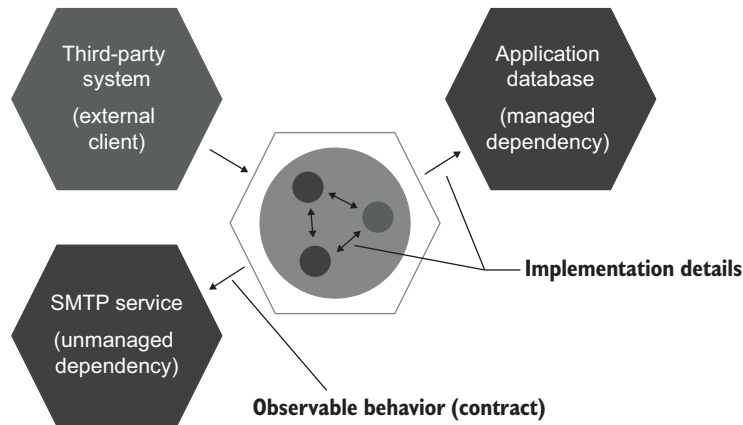 Third-party
system
(external
client)
Application
database
(managed
dependency)
Implementation details
SMTP service
(unmanaged
dependency)
Observable behavior (contract)